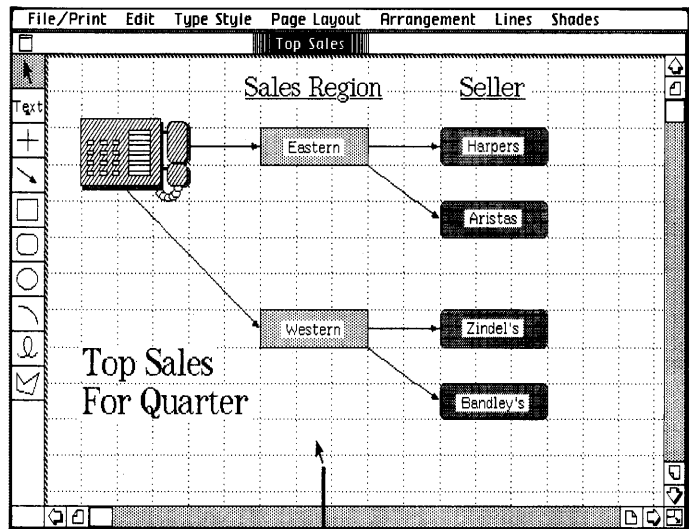 File/Print Edit Type Style Page Layout Arrangement Lines Shades
Top Sales
Text
Sales Region Seller
Eastern Harpers
Aristas
Western Zindel's
Bandley's
Top Sales
For Quarter